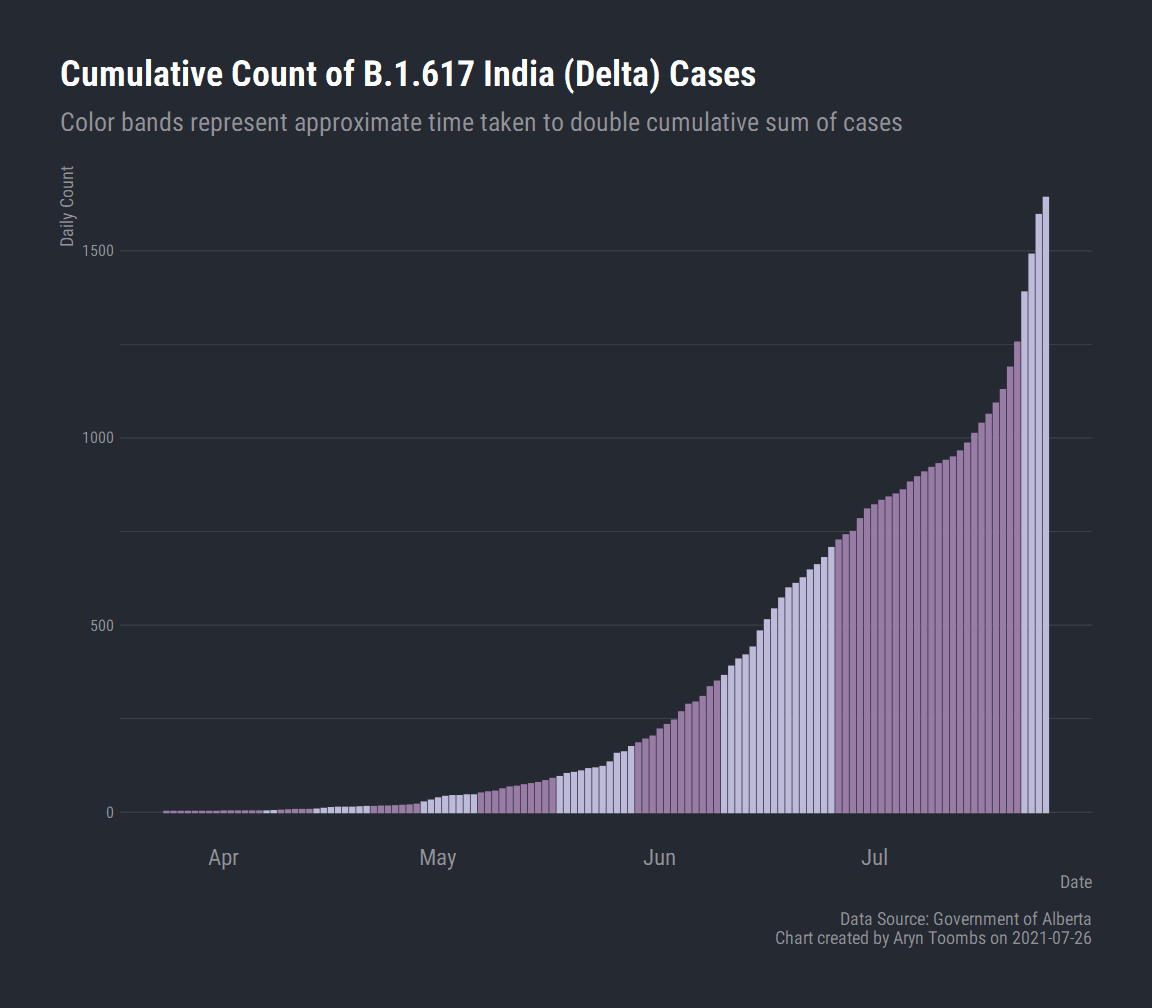 Cumulative Count of B.1.617 India (Delta) Cases
Color bands represent approximate time taken to double cumulative sum of cases
Daily Count
1500
1000
500
0
Apr May Jun Jul
Date
Data Source: Government of Alberta
Chart created by Aryn Toombs on 2021-07-26